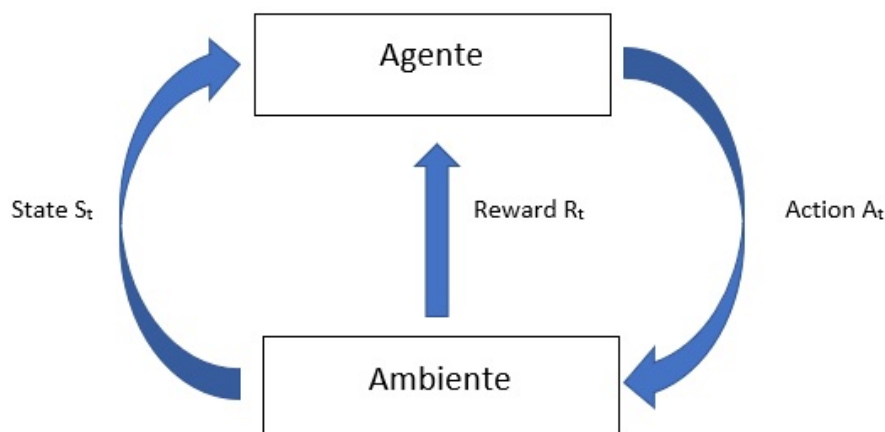 Agente
State Sₜ
Reward Rₜ
Action Aₜ
Ambiente